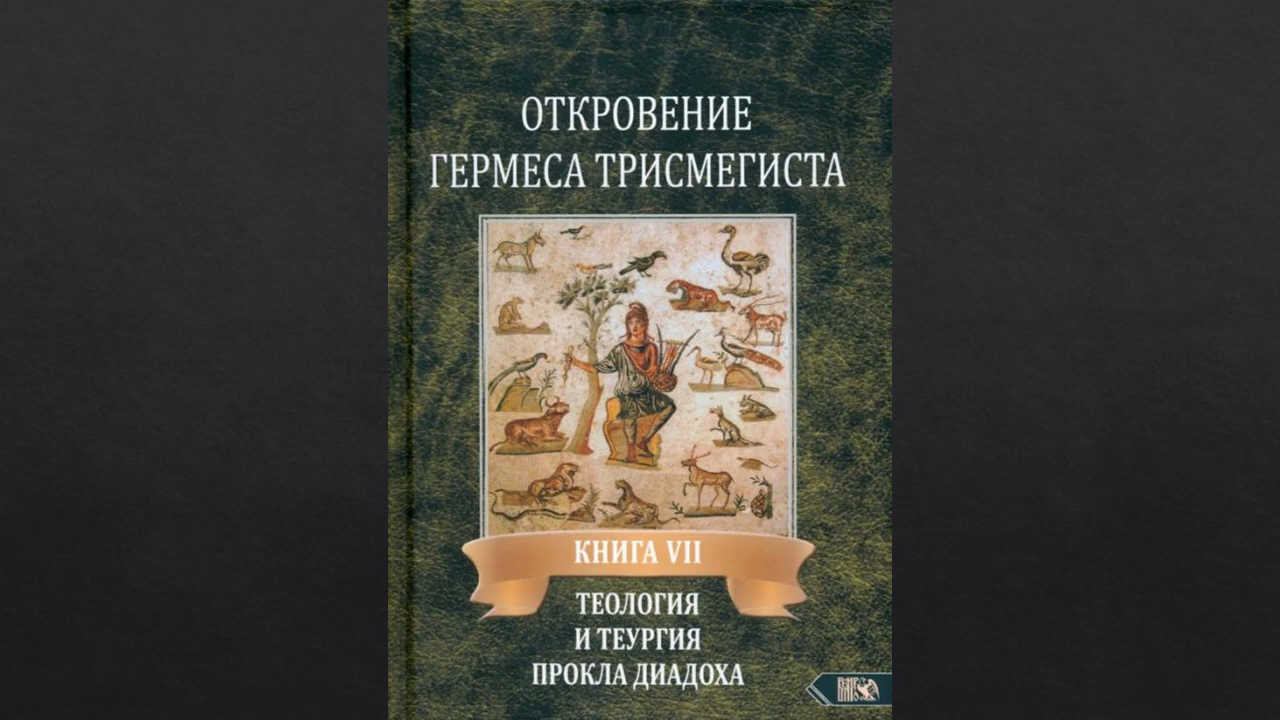 ОТКРОВЕНИЕ
ГЕРМЕСА ТРИСМЕГИСТА
КНИГА VII
ТЕОЛОГИЯ
И ТЕУРГИЯ
ПРОКЛА ДИАДОХА